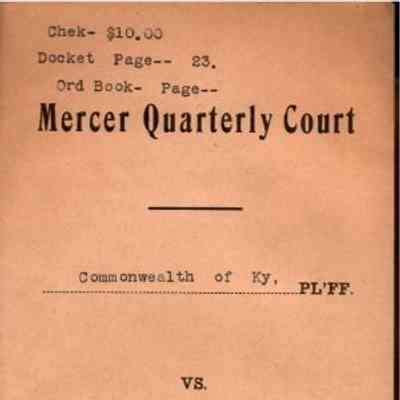 Chek- $10.00
Docket Page-- 23.
Ord Book- Page--
Mercer Quarterly Court
Commonwealth of Ky, PL'FF.
VS.